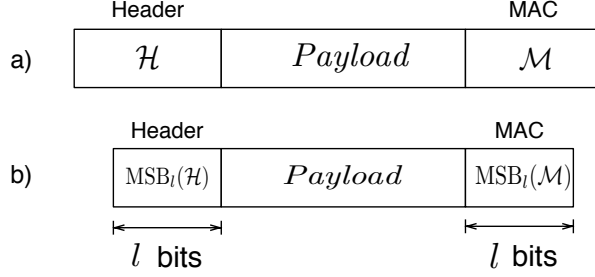 Header MAC
a) ℋ Payload ℳ
Header MAC
b) MSB_l(ℋ) Payload MSB_l(ℳ)
l bits l bits